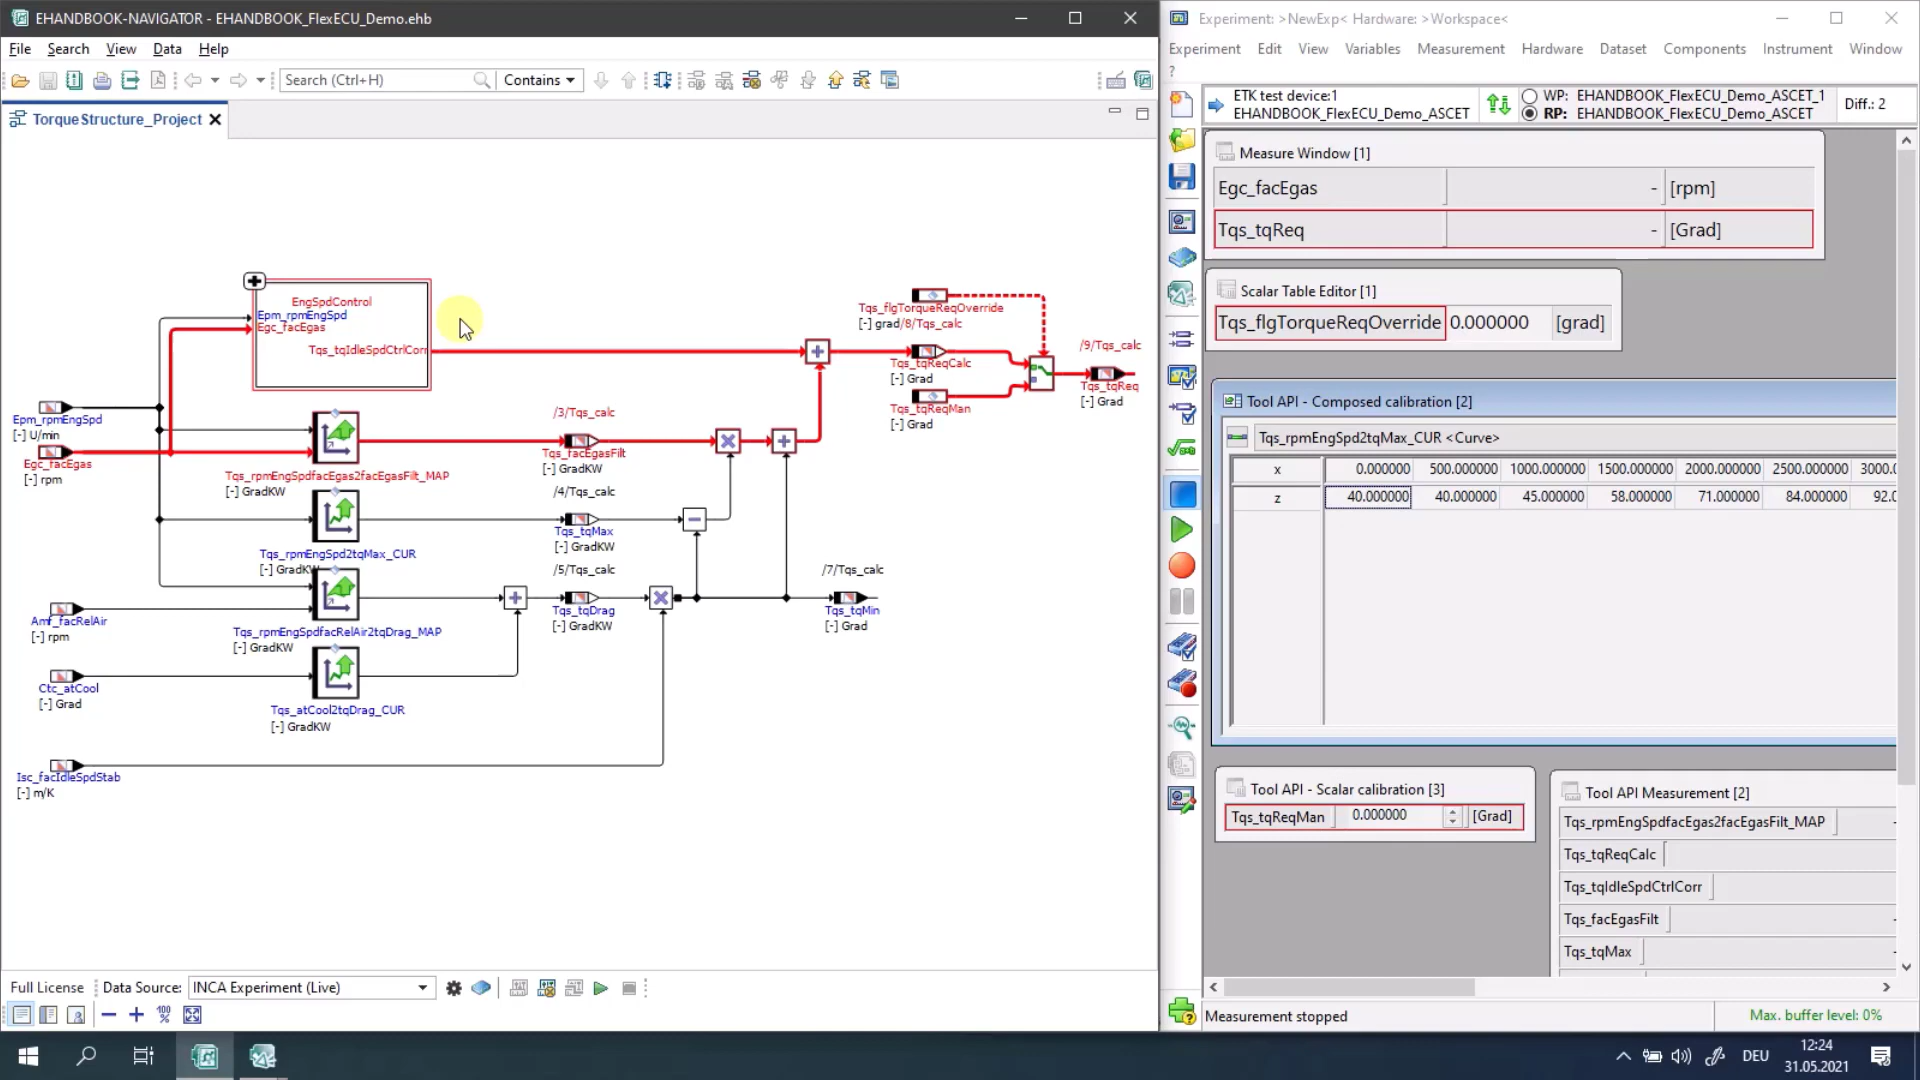 EHANDBOOK-NAVIGATOR - EHANDBOOK_FlexECU_Demo.ehb
File Search View Data Help
Search (Ctrl+H)
Contains
TorqueStructure_Project
EngSpdControl
Epm_rpmEngSpd
Egc_facEgas
Tqs_tqIdleSpdCtrlCorr
Tqs_flgTorqueReqOverride
[-] grad/8/Tqs_calc
Tqs_tqReqCalc
[-] Grad
Tqs_tqReqMan
[-] Grad
/9/Tqs_calc
Tqs_tqReq
[-] Grad
Epm_rpmEngSpd
[-] U/min
Egc_facEgas
[-] rpm
/3/Tqs_calc
Tqs_facEgasFilt
[-] GradKW
Tqs_rpmEngSpdfacEgas2facEgasFilt_MAP
[-] GradKW
/4/Tqs_calc
Tqs_tqMax
[-] GradKW
Tqs_rpmEngSpd2tqMax_CUR
[-] GradKW
/5/Tqs_calc
Tqs_tqDrag
[-] GradKW
/7/Tqs_calc
Tqs_tqMin
[-] Grad
Amf_facRelAir
[-] rpm
Tqs_rpmEngSpdfacRelAir2tqDrag_MAP
[-] GradKW
Ctc_atCool
[-] Grad
Tqs_atCool2tqDrag_CUR
[-] GradKW
Isc_facIdleSpdStab
[-] m/K
Full License Data Source: INCA Experiment (Live)
100
%
Experiment: >NewExp< Hardware: >Workspace<
Experiment Edit View Variables Measurement Hardware Dataset Components Instrument Window
?
ETK test device:1
EHANDBOOK_FlexECU_Demo_ASCET
WP: EHANDBOOK_FlexECU_Demo_ASCET_1
RP: EHANDBOOK_FlexECU_Demo_ASCET
Diff.: 2
Measure Window [1]
Egc_facEgas - [rpm]
Tqs_tqReq - [Grad]
Scalar Table Editor [1]
Tqs_flgTorqueReqOverride 0.000000 [grad]
Tool API - Composed calibration [2]
Tqs_rpmEngSpd2tqMax_CUR <Curve>
x 0.000000 500.000000 1000.000000 1500.000000 2000.000000 2500.000000 3000.0
z 40.000000 40.000000 45.000000 58.000000 71.000000 84.000000 92.0
Tool API - Scalar calibration [3]
Tqs_tqReqMan 0.000000 [Grad]
Tool API Measurement [2]
Tqs_rpmEngSpdfacEgas2facEgasFilt_MAP
Tqs_tqReqCalc
Tqs_tqIdleSpdCtrlCorr
Tqs_facEgasFilt
Tqs_tqMax
Measurement stopped
Max. buffer level: 0%
DEU
12:24
31.05.2021